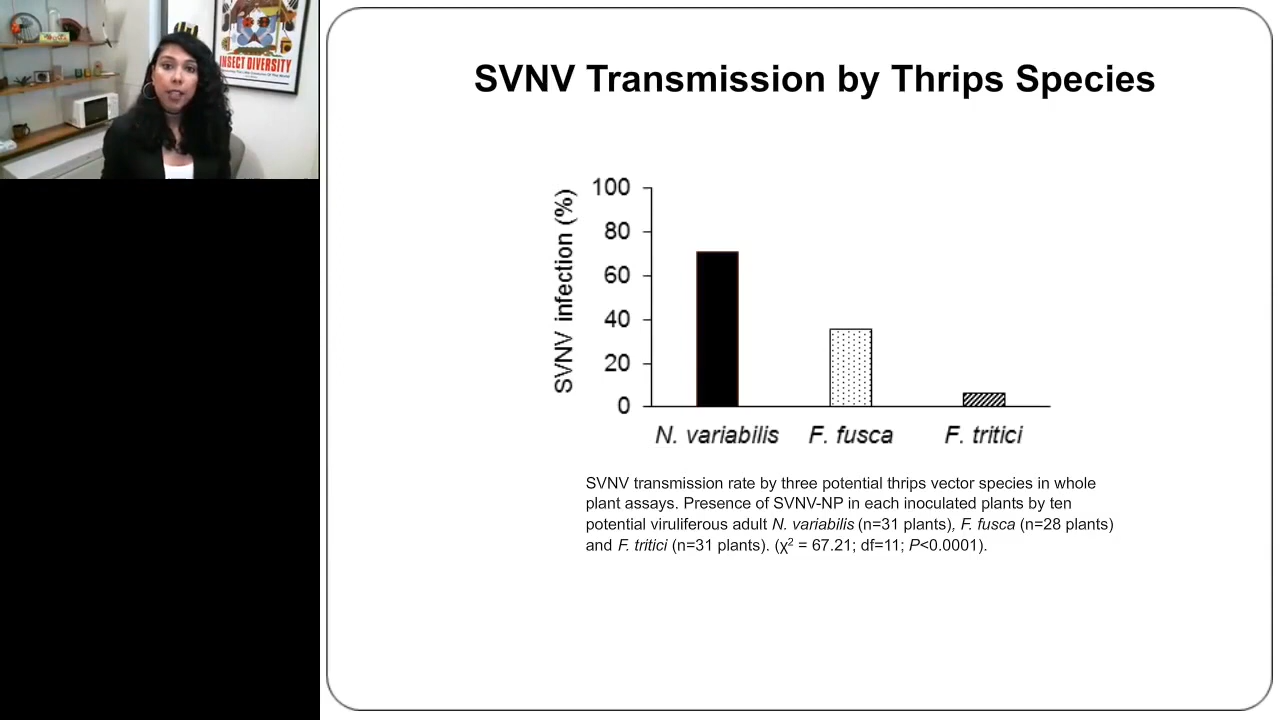 INSECT DIVERSITY
SVNV Transmission by Thrips Species
SVNV infection (%)
100
80
60
40
20
0
N. variabilis F. fusca F. tritici
SVNV transmission rate by three potential thrips vector species in whole
plant assays. Presence of SVNV-NP in each inoculated plants by ten
potential viruliferous adult N. variabilis (n=31 plants), F. fusca (n=28 plants)
and F. tritici (n=31 plants). (χ² = 67.21; df=11; P<0.0001).